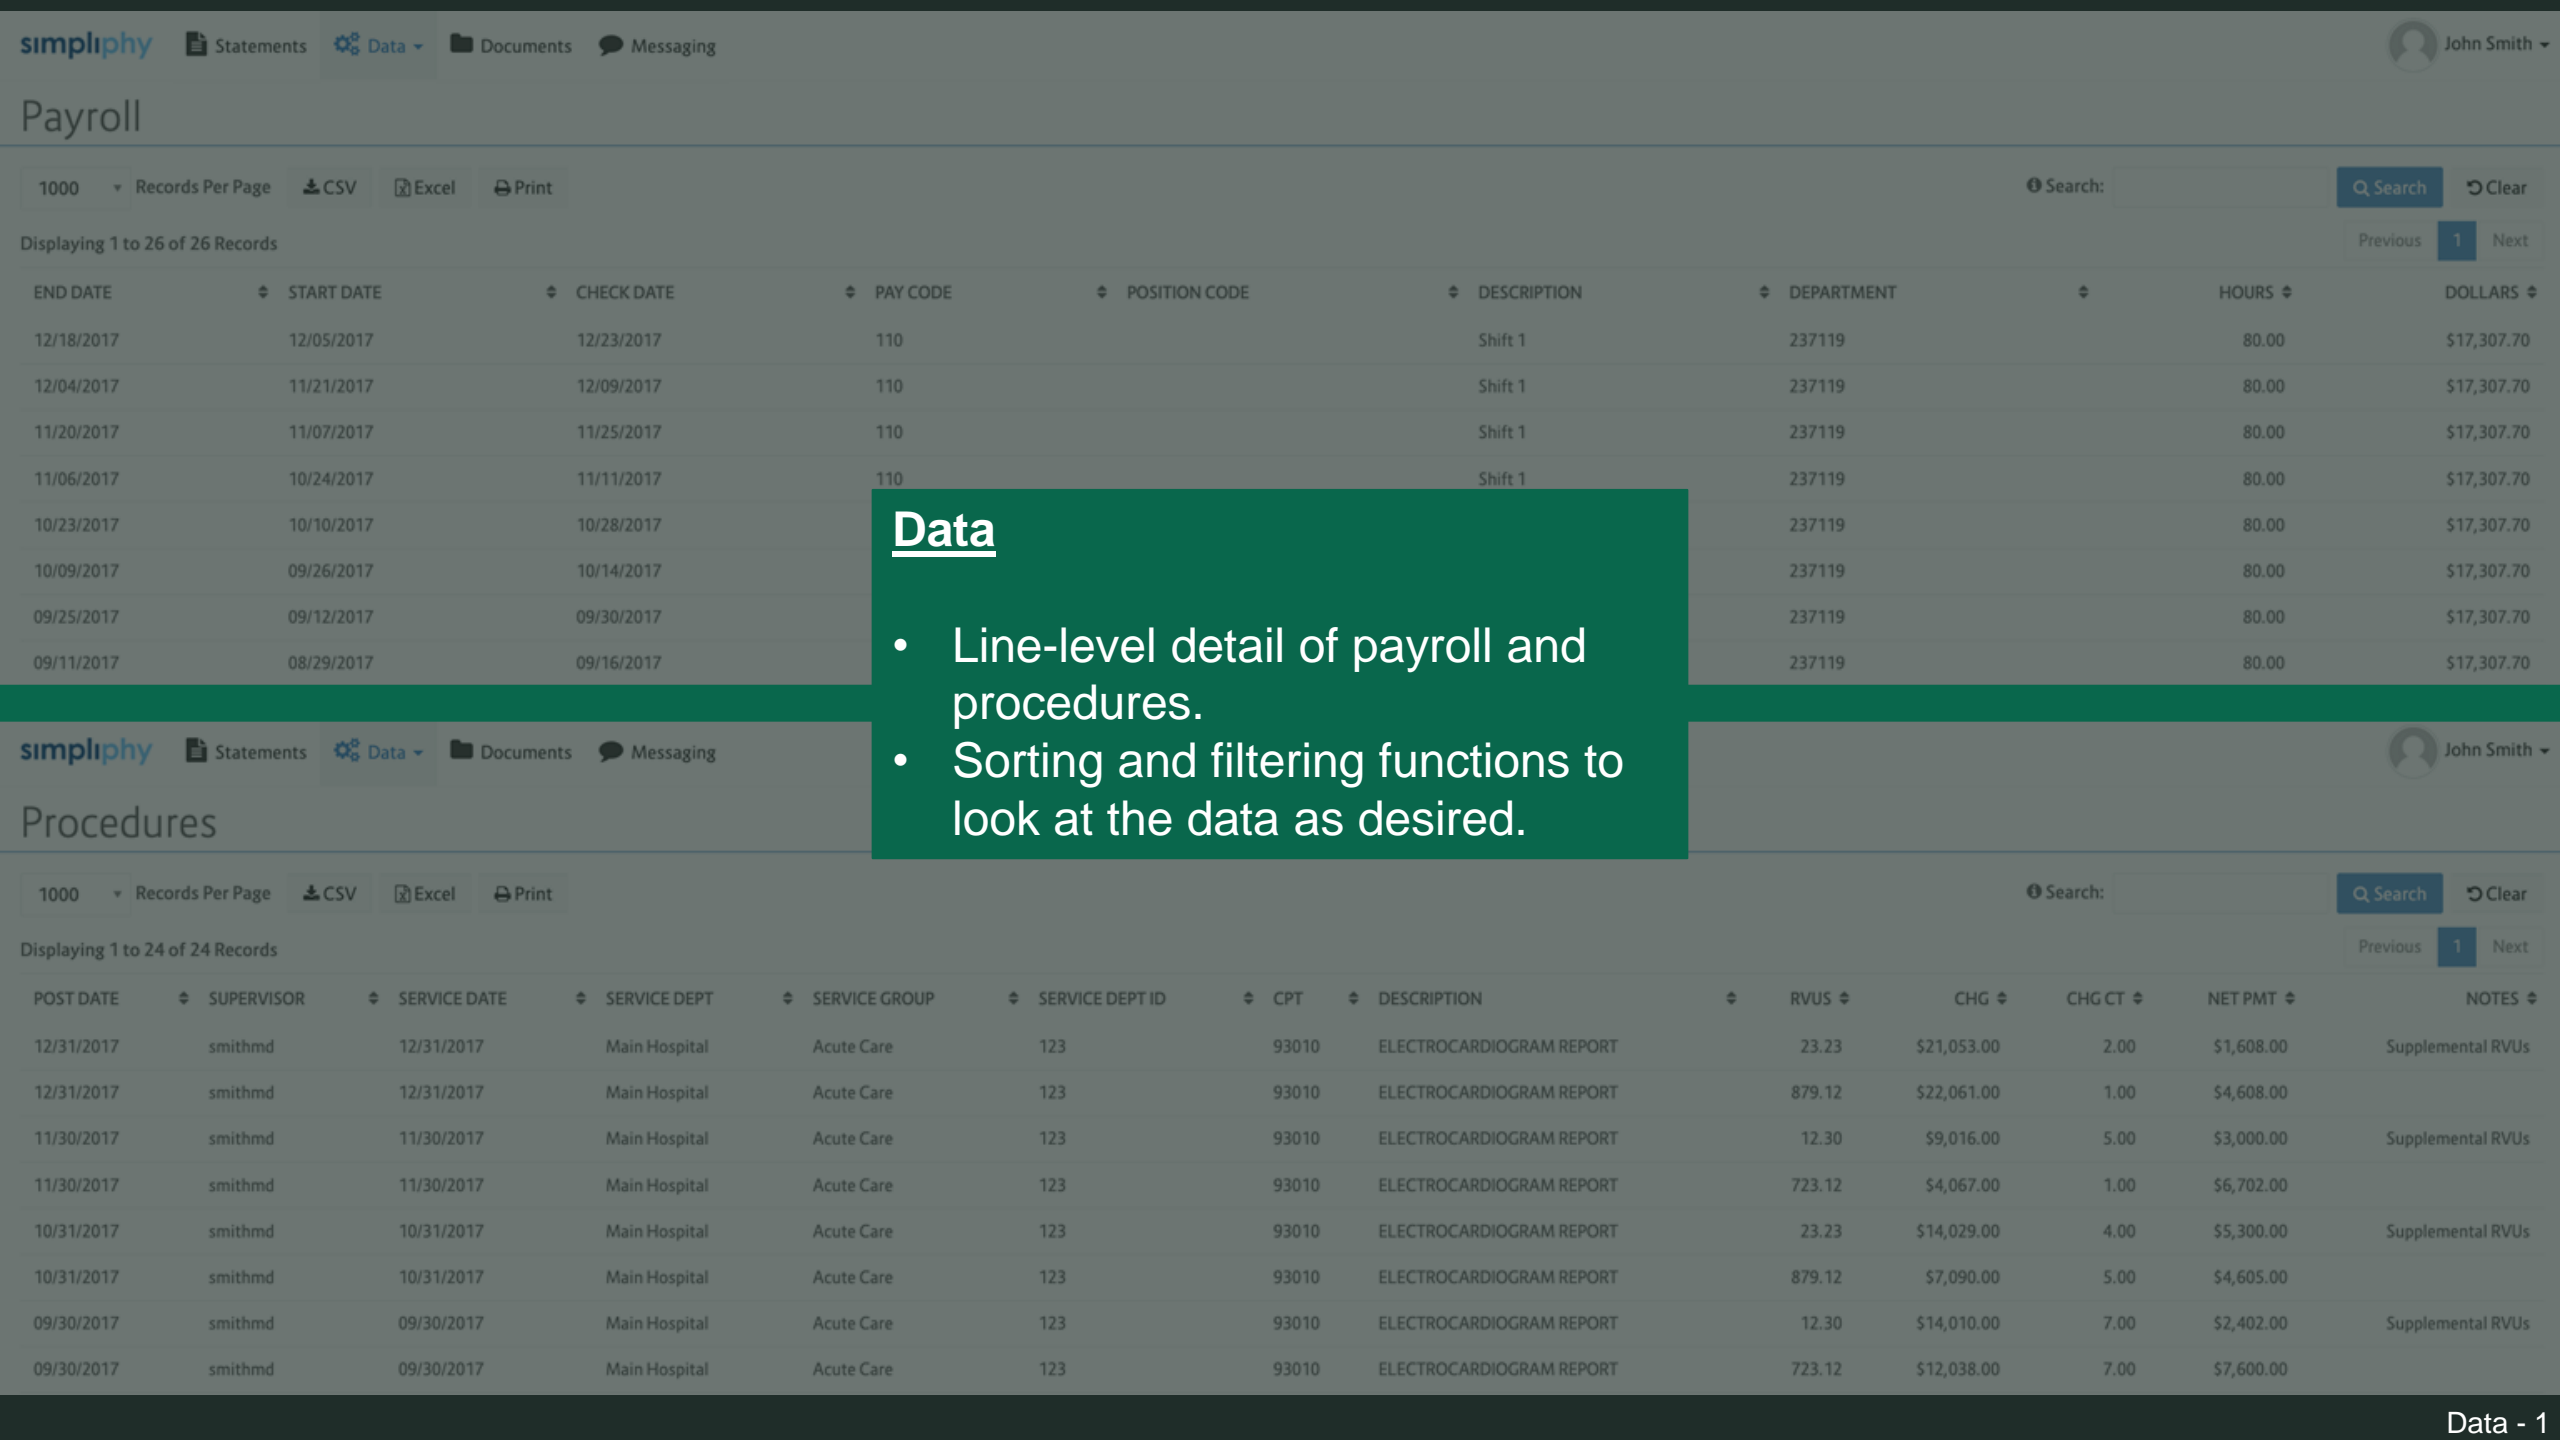 simpliphy Statements Data Documents Messaging John Smith
Payroll
1000 Records Per Page CSV Excel Print Search: Search Clear
Displaying 1 to 26 of 26 Records Previous 1 Next
END DATE START DATE CHECK DATE PAY CODE POSITION CODE DESCRIPTION DEPARTMENT HOURS DOLLARS
12/18/2017 12/05/2017 12/23/2017 110 Shift 1 237119 80.00 $17,307.70
12/04/2017 11/21/2017 12/09/2017 110 Shift 1 237119 80.00 $17,307.70
11/20/2017 11/07/2017 11/25/2017 110 Shift 1 237119 80.00 $17,307.70
11/06/2017 10/24/2017 11/11/2017 110 Shift 1 237119 80.00 $17,307.70
10/23/2017 10/10/2017 10/28/2017 237119 80.00 $17,307.70
10/09/2017 09/26/2017 10/14/2017 237119 80.00 $17,307.70
09/25/2017 09/12/2017 09/30/2017 237119 80.00 $17,307.70
09/11/2017 08/29/2017 09/16/2017 237119 80.00 $17,307.70
Data
• Line-level detail of payroll and
procedures.
• Sorting and filtering functions to
look at the data as desired.
simpliphy Statements Data Documents Messaging John Smith
Procedures
1000 Records Per Page CSV Excel Print Search: Search Clear
Displaying 1 to 24 of 24 Records Previous 1 Next
POST DATE SUPERVISOR SERVICE DATE SERVICE DEPT SERVICE GROUP SERVICE DEPT ID CPT DESCRIPTION RVUS CHG CHG CT NET PMT NOTES
12/31/2017 smithmd 12/31/2017 Main Hospital Acute Care 123 93010 ELECTROCARDIOGRAM REPORT 23.23 $21,053.00 2.00 $1,608.00 Supplemental RVUs
12/31/2017 smithmd 12/31/2017 Main Hospital Acute Care 123 93010 ELECTROCARDIOGRAM REPORT 879.12 $22,061.00 1.00 $4,608.00
11/30/2017 smithmd 11/30/2017 Main Hospital Acute Care 123 93010 ELECTROCARDIOGRAM REPORT 12.30 $9,016.00 5.00 $3,000.00 Supplemental RVUs
11/30/2017 smithmd 11/30/2017 Main Hospital Acute Care 123 93010 ELECTROCARDIOGRAM REPORT 723.12 $4,067.00 1.00 $6,702.00
10/31/2017 smithmd 10/31/2017 Main Hospital Acute Care 123 93010 ELECTROCARDIOGRAM REPORT 23.23 $14,029.00 4.00 $5,300.00 Supplemental RVUs
10/31/2017 smithmd 10/31/2017 Main Hospital Acute Care 123 93010 ELECTROCARDIOGRAM REPORT 879.12 $7,090.00 5.00 $4,605.00
09/30/2017 smithmd 09/30/2017 Main Hospital Acute Care 123 93010 ELECTROCARDIOGRAM REPORT 12.30 $14,010.00 7.00 $2,402.00 Supplemental RVUs
09/30/2017 smithmd 09/30/2017 Main Hospital Acute Care 123 93010 ELECTROCARDIOGRAM REPORT 723.12 $12,038.00 7.00 $7,600.00
Data - 1